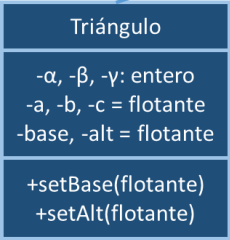 Triángulo
-α, -β, -γ: entero
-a, -b, -c = flotante
-base, -alt = flotante
+setBase(flotante)
+setAlt(flotante)